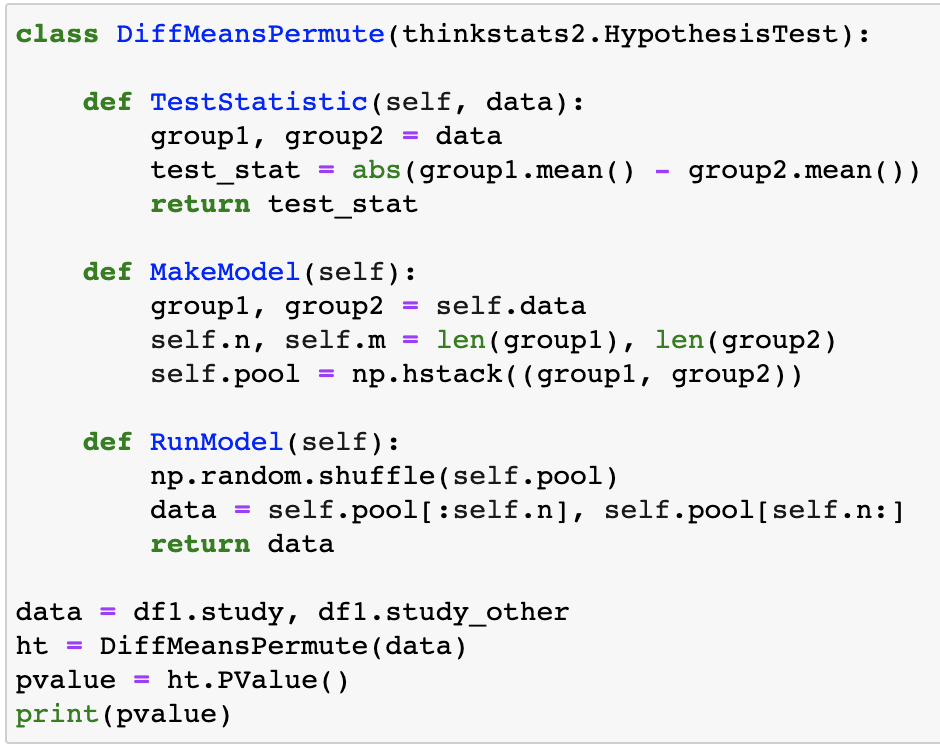 class DiffMeansPermute(thinkstats2.HypothesisTest):
    def TestStatistic(self, data):
        group1, group2 = data
        test_stat = abs(group1.mean() - group2.mean())
        return test_stat
    def MakeModel(self):
        group1, group2 = self.data
        self.n, self.m = len(group1), len(group2)
        self.pool = np.hstack((group1, group2))
    def RunModel(self):
        np.random.shuffle(self.pool)
        data = self.pool[:self.n], self.pool[self.n:]
        return data
data = df1.study, df1.study_other
ht = DiffMeansPermute(data)
pvalue = ht.PValue()
print(pvalue)